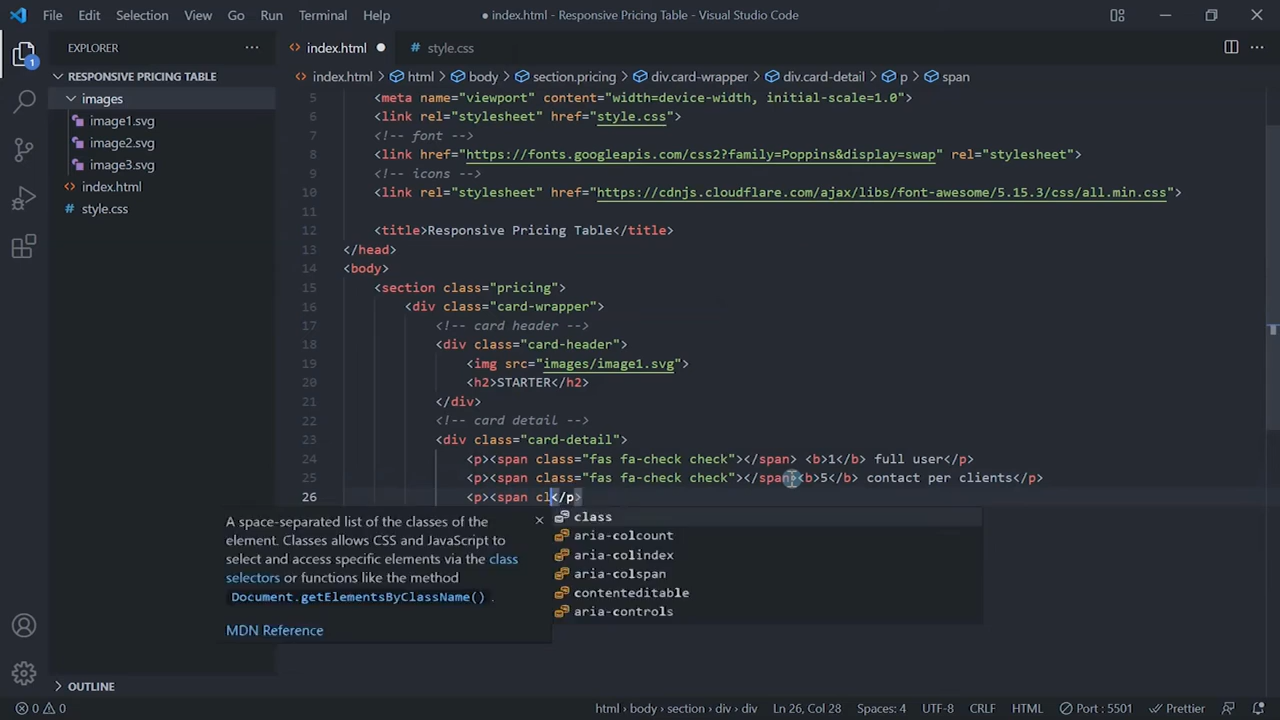 File Edit Selection View Go Run Terminal Help ● index.html - Responsive Pricing Table - Visual Studio Code
EXPLORER ···
1
RESPONSIVE PRICING TABLE
images
image1.svg
image2.svg
image3.svg
index.html
style.css
OUTLINE
index.html ● # style.css
index.html > html > body > section.pricing > div.card-wrapper > div.card-detail > p > span
5 <meta name="viewport" content="width=device-width, initial-scale=1.0">
6 <link rel="stylesheet" href="style.css">
7 <!-- font -->
8 <link href="https://fonts.googleapis.com/css2?family=Poppins&display=swap" rel="stylesheet">
9 <!-- icons -->
10 <link rel="stylesheet" href="https://cdnjs.cloudflare.com/ajax/libs/font-awesome/5.15.3/css/all.min.css">
11
12 <title>Responsive Pricing Table</title>
13 </head>
14 <body>
15 <section class="pricing">
16 <div class="card-wrapper">
17 <!-- card header -->
18 <div class="card-header">
19 <img src="images/image1.svg">
20 <h2>STARTER</h2>
21 </div>
22 <!-- card detail -->
23 <div class="card-detail">
24 <p><span class="fas fa-check check"></span> <b>1</b> full user</p>
25 <p><span class="fas fa-check check"></span><b>5</b> contact per clients</p>
26 <p><span cl</p>
A space-separated list of the classes of the
element. Classes allows CSS and JavaScript to
select and access specific elements via the class
selectors or functions like the method
Document.getElementsByClassName() .
MDN Reference
class
aria-colcount
aria-colindex
aria-colspan
contenteditable
aria-controls
0 0 html > body > section > div > div Ln 26, Col 28 Spaces: 4 UTF-8 CRLF HTML Port : 5501 Prettier